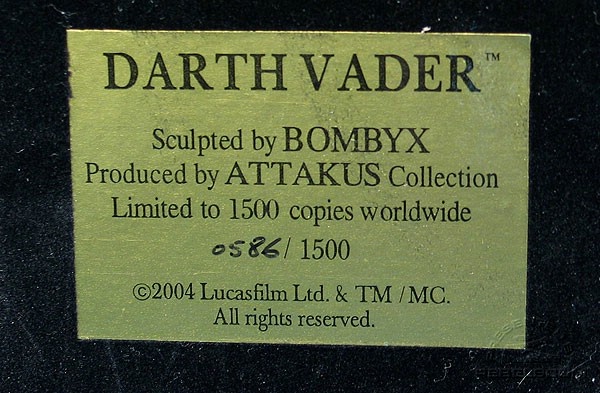 DARTH VADER™
Sculpted by BOMBYX
Produced by ATTAKUS Collection
Limited to 1500 copies worldwide
0586/ 1500
©2004 Lucasfilm Ltd. & TM /MC.
All rights reserved.